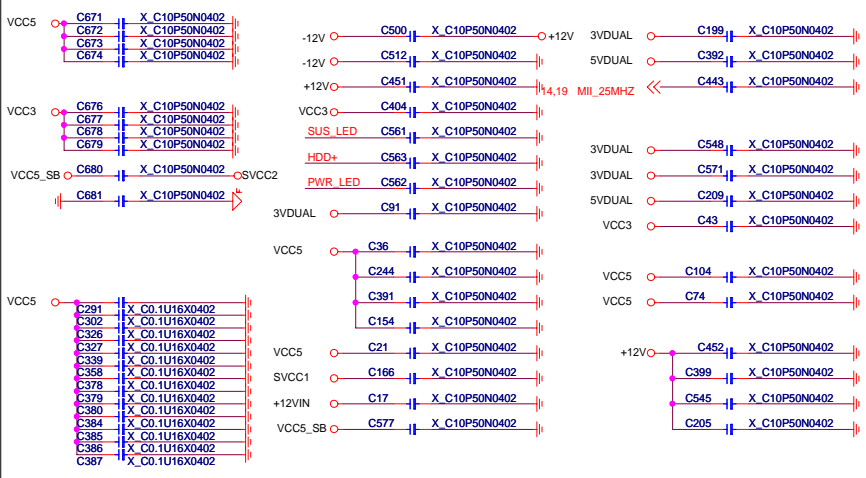 VCC5
C671 X_C10P50N0402
C672 X_C10P50N0402
C673 X_C10P50N0402
C674 X_C10P50N0402
VCC3
C676 X_C10P50N0402
C677 X_C10P50N0402
C678 X_C10P50N0402
C679 X_C10P50N0402
VCC5_SB C680 X_C10P50N0402 SVCC2
C681 X_C10P50N0402
VCC5
C291 X_C0.1U16X0402
C302 X_C0.1U16X0402
C326 X_C0.1U16X0402
C327 X_C0.1U16X0402
C339 X_C0.1U16X0402
C358 X_C0.1U16X0402
C378 X_C0.1U16X0402
C379 X_C0.1U16X0402
C380 X_C0.1U16X0402
C384 X_C0.1U16X0402
C385 X_C0.1U16X0402
C386 X_C0.1U16X0402
C387 X_C0.1U16X0402
-12V C500 X_C10P50N0402 +12V
-12V C512 X_C10P50N0402
+12V C451 X_C10P50N0402
VCC3 C404 X_C10P50N0402
SUS_LED C561 X_C10P50N0402
HDD+ C563 X_C10P50N0402
PWR_LED C562 X_C10P50N0402
3VDUAL C91 X_C10P50N0402
VCC5 C36 X_C10P50N0402
C244 X_C10P50N0402
C391 X_C10P50N0402
C154 X_C10P50N0402
VCC5 C21 X_C10P50N0402
SVCC1 C166 X_C10P50N0402
+12VIN C17 X_C10P50N0402
VCC5_SB C577 X_C10P50N0402
3VDUAL C199 X_C10P50N0402
5VDUAL C392 X_C10P50N0402
14,19 MII_25MHZ C443 X_C10P50N0402
3VDUAL C548 X_C10P50N0402
3VDUAL C571 X_C10P50N0402
5VDUAL C209 X_C10P50N0402
VCC3 C43 X_C10P50N0402
VCC5 C104 X_C10P50N0402
VCC5 C74 X_C10P50N0402
+12V C452 X_C10P50N0402
C399 X_C10P50N0402
C545 X_C10P50N0402
C205 X_C10P50N0402